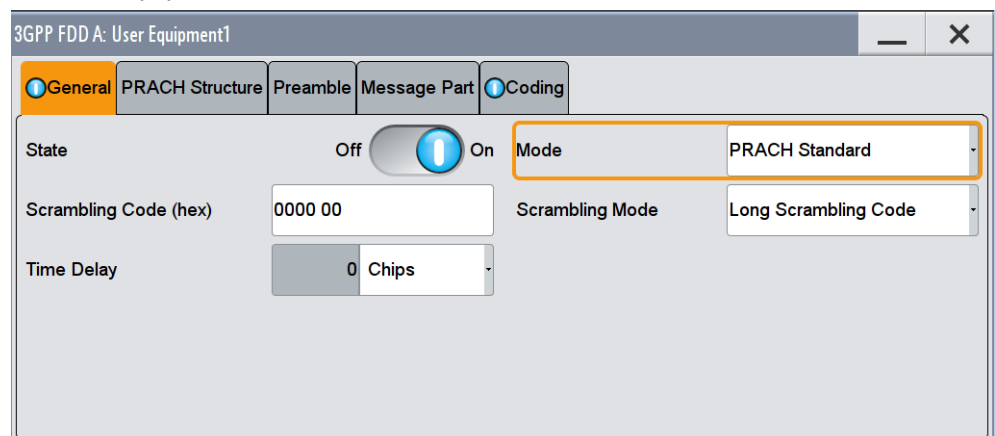 3GPP FDD A: User Equipment1
General PRACH Structure Preamble Message Part Coding
State Off On Mode PRACH Standard
Scrambling Code (hex) 0000 00 Scrambling Mode Long Scrambling Code
Time Delay 0 Chips